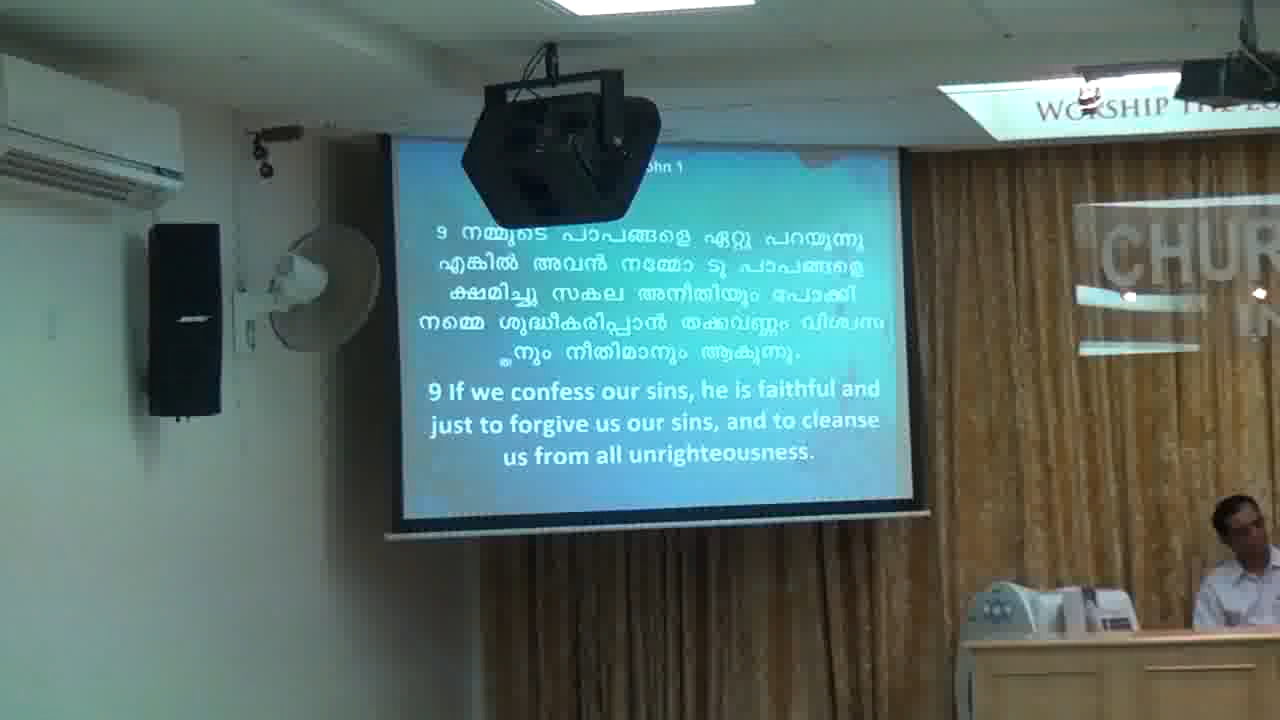 WORSHIP THE LO
CHUR
ohn 1
9 നമ്മുടെ പാപങ്ങളെ ഏറ്റു പറയുന്നു
എങ്കിൽ അവൻ നമ്മോ ടു പാപങ്ങളെ
ക്ഷമിച്ചു സകല അനീതിയും പോക്കി
നമ്മെ ശുദ്ധീകരിപ്പാൻ തക്കവണ്ണം വിശ്വസ്ത
നും നീതിമാനും ആകുന്നു.
9 If we confess our sins, he is faithful and
just to forgive us our sins, and to cleanse
us from all unrighteousness.